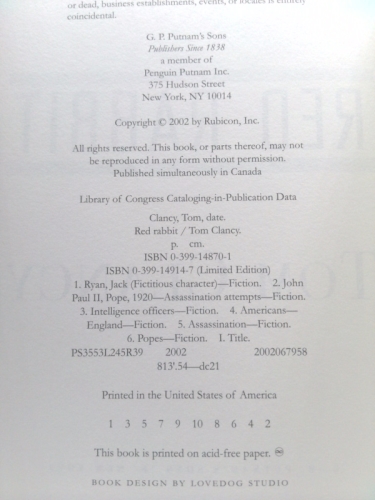 or dead, business establishments, events, or locales is entirely
coincidental.
G. P. Putnam's Sons
Publishers Since 1838
a member of
Penguin Putnam Inc.
375 Hudson Street
New York, NY 10014
Copyright © 2002 by Rubicon, Inc.
All rights reserved. This book, or parts thereof, may not
be reproduced in any form without permission.
Published simultaneously in Canada
Library of Congress Cataloging-in-Publication Data
Clancy, Tom, date.
Red rabbit / Tom Clancy.
p. cm.
ISBN 0-399-14870-1
ISBN 0-399-14914-7 (Limited Edition)
1. Ryan, Jack (Fictitious character)—Fiction. 2. John
Paul II, Pope, 1920—Assassination attempts—Fiction.
3. Intelligence officers—Fiction. 4. Americans—
England—Fiction. 5. Assassination—Fiction.
6. Popes—Fiction. I. Title.
PS3553.L245R39 2002 2002067958
813'.54—dc21
Printed in the United States of America
1 3 5 7 9 10 8 6 4 2
This book is printed on acid-free paper. ♾
BOOK DESIGN BY LOVEDOG STUDIO